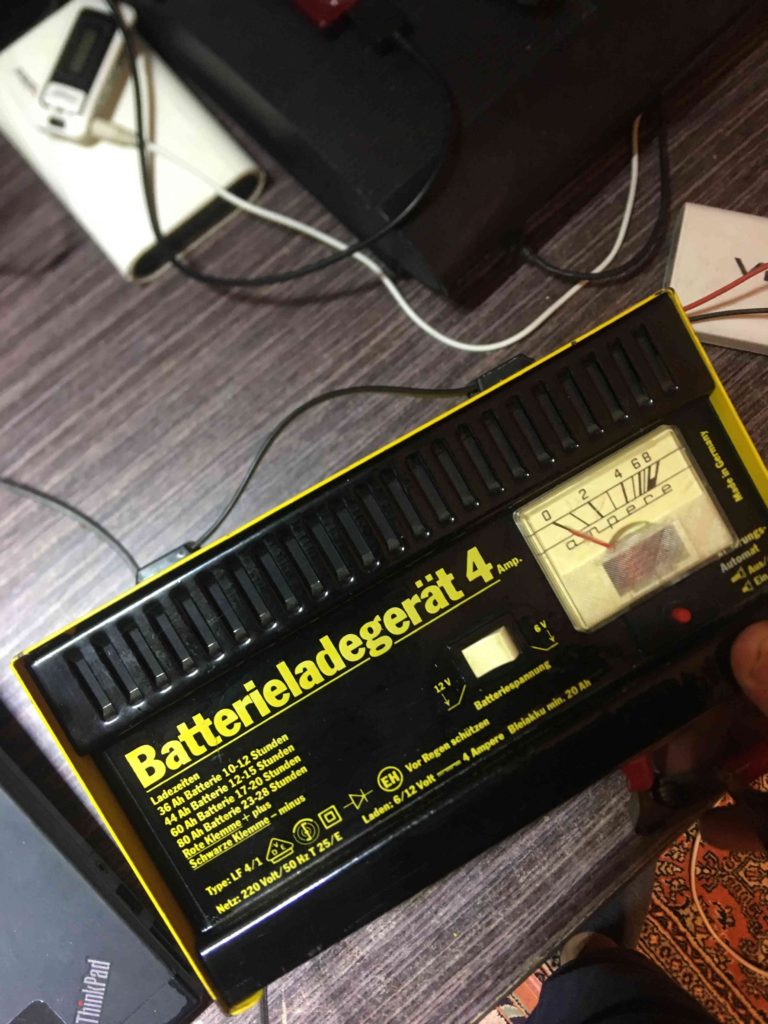 Made in Germany
0 2 4 6 8
ampere
Automat
Aus/
Ein
Batterieladegerät 4 Amp.
12 V
6 V
Batteriespannung
Ladezeiten
36 Ah Batterie 10-12 Stunden
44 Ah Batterie 12-15 Stunden
60 Ah Batterie 17-20 Stunden
80 Ah Batterie 23-28 Stunden
Rote Klemme + plus
Schwarze Klemme - minus
Vor Regen schützen
Type: LF 4/1
Laden: 6/12 Volt 4 Ampere Bleiakku min. 20 Ah
Netz: 220 Volt/50 Hz T 25/E
ThinkPad